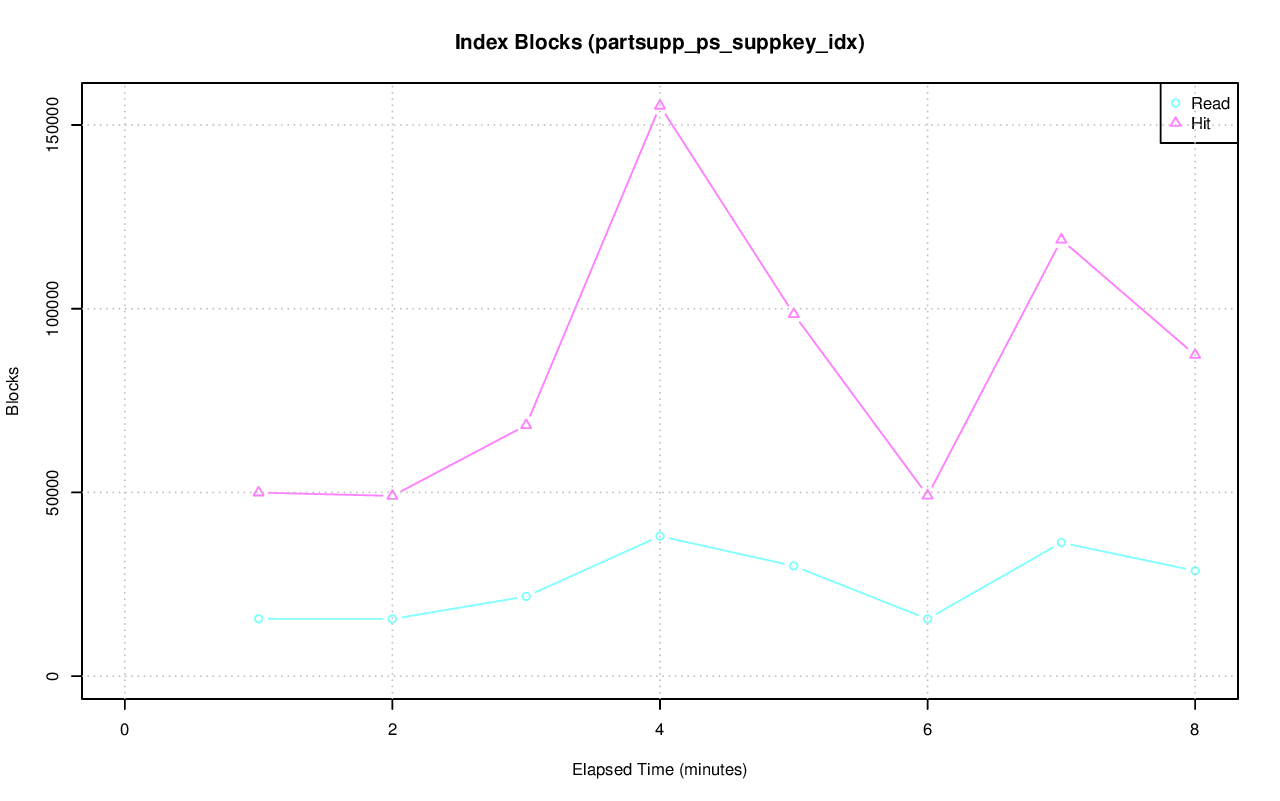 Index Blocks (partsupp_ps_suppkey_idx)
Read
Hit
150000
100000
50000
0
Blocks
0 2 4 6 8
Elapsed Time (minutes)